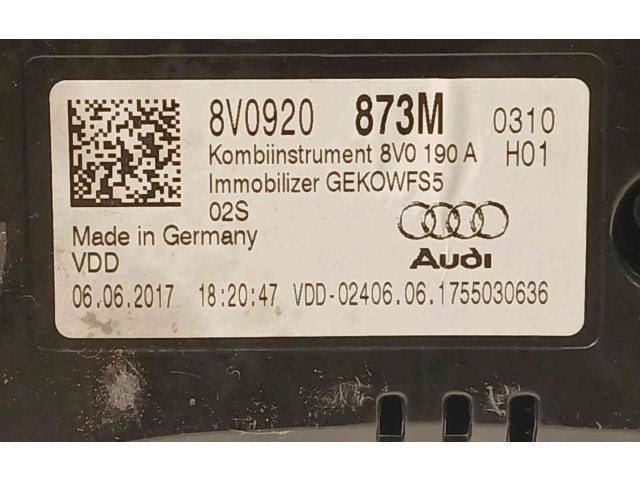 8V0920 873M 0310
Kombiinstrument 8V0 190 A H01
Immobilizer GEKOWFS5
02S
Made in Germany
VDD
Audi
06.06.2017 18:20:47 VDD-02406.06.1755030636